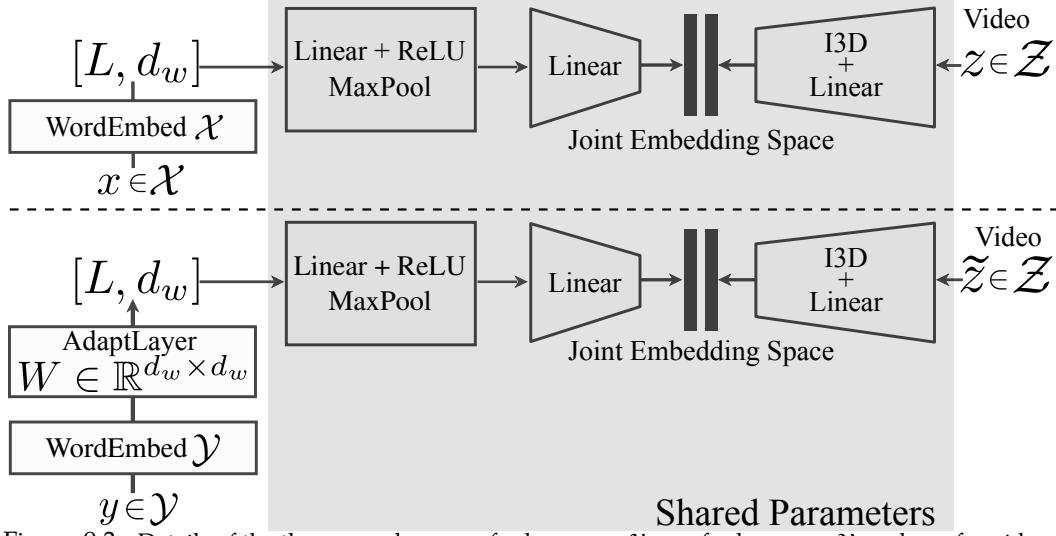 Video
[L, d_w]
Linear + ReLU
MaxPool
Linear
I3D
+
Linear
z ∈ 𝒵
WordEmbed 𝒳
Joint Embedding Space
x ∈ 𝒳
Video
[L, d_w]
Linear + ReLU
MaxPool
Linear
I3D
+
Linear
z̃ ∈ 𝒵
AdaptLayer
W ∈ ℝ^{d_w × d_w}
Joint Embedding Space
WordEmbed 𝒴
y ∈ 𝒴
Shared Parameters